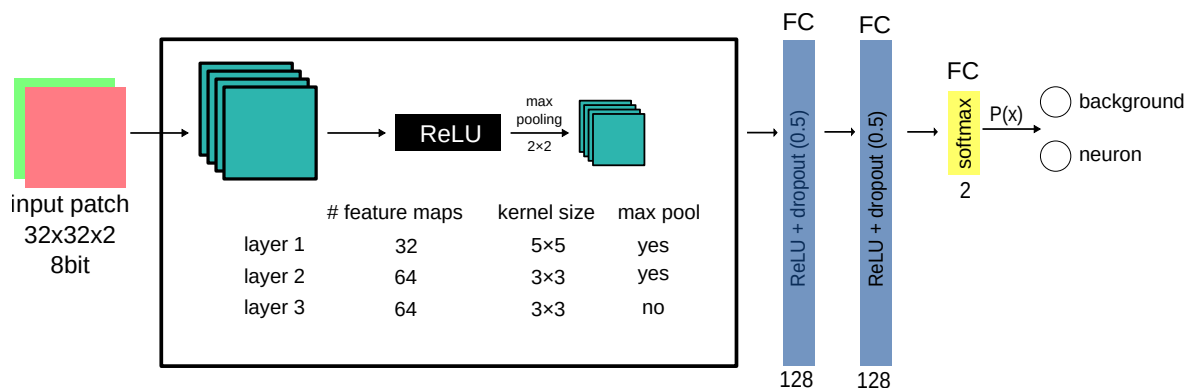 input patch
32x32x2
8bit
ReLU
max
pooling
2×2
# feature maps kernel size max pool
layer 1 32 5×5 yes
layer 2 64 3×3 yes
layer 3 64 3×3 no
FC
ReLU + dropout (0.5)
128
FC
ReLU + dropout (0.5)
128
FC
softmax
2
P(x)
background
neuron